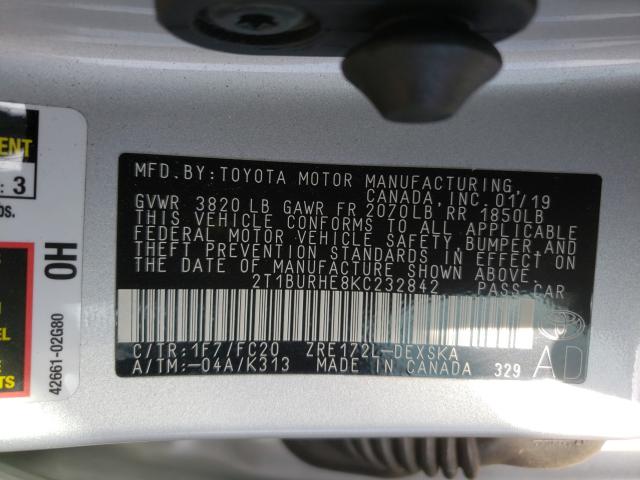 ENT
: 3
os.
OH
EL
E
TS
42661-02G80
MFD. BY: TOYOTA MOTOR MANUFACTURING,
CANADA, INC. 01/19
GVWR 3820 LB GAWR FR 2070LB RR 1850LB
THIS VEHICLE CONFORMS TO ALL APPLICABLE
FEDERAL MOTOR VEHICLE SAFETY, BUMPER, AND
THEFT PREVENTION STANDARDS IN EFFECT ON
THE DATE OF MANUFACTURE SHOWN ABOVE.
2T1BURHE8KC232842 PASS. CAR
C/TR: 1F7/FC20 ZRE172L-DEXSKA
A/TM: -04A/K313 MADE IN CANADA 329
AD